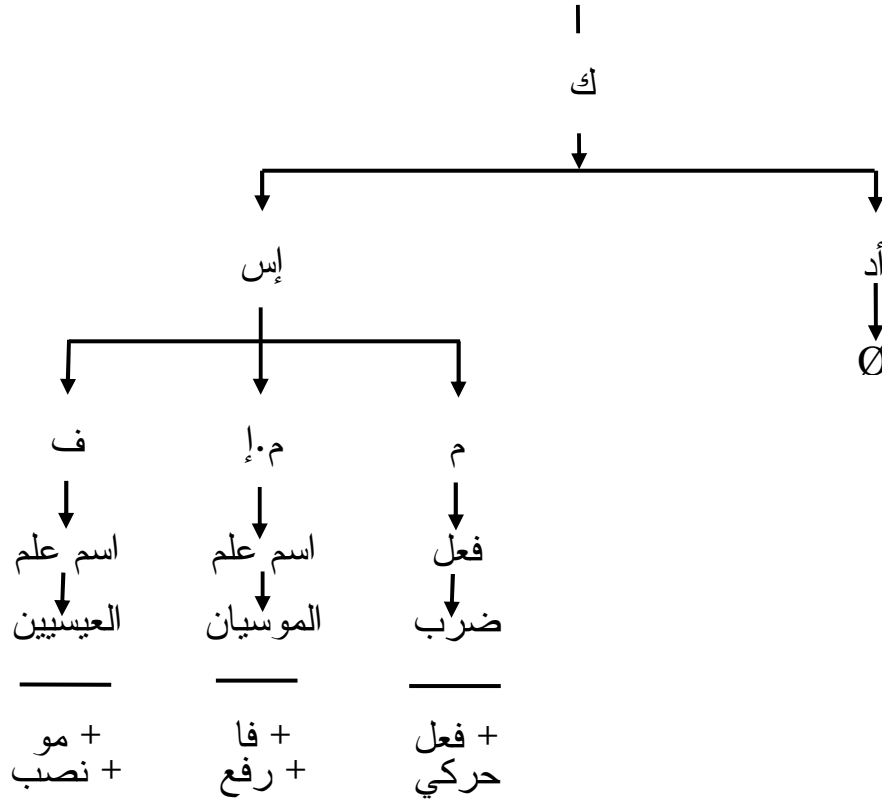 ك
أد إس
Ø
م م.إ ف
فعل اسم علم اسم علم
ضرب الموسيان العيسيين
+ فعل + فا + مو
حركي + رفع + نصب